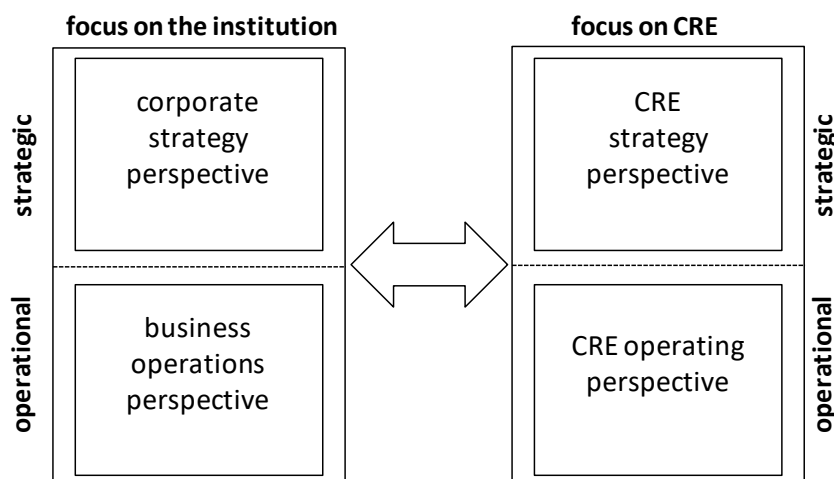 focus on the institution
focus on CRE
strategic
corporate
strategy
perspective
CRE
strategy
perspective
strategic
operational
business
operations
perspective
CRE operating
perspective
operational